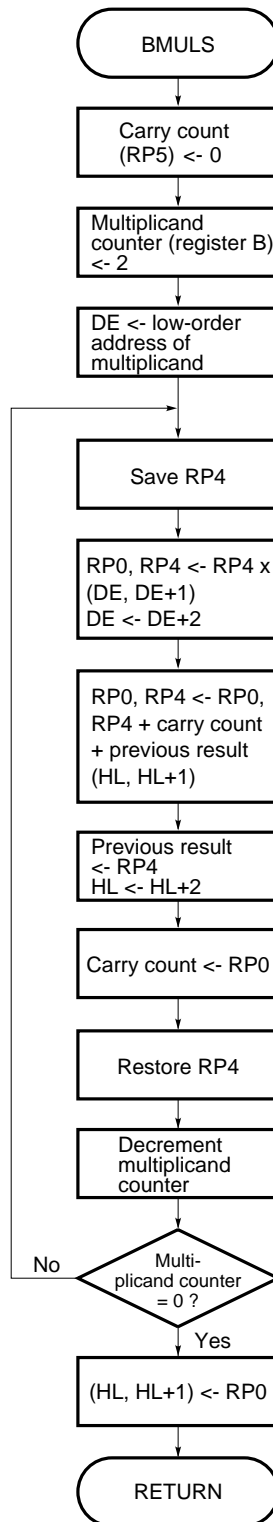 BMULS
Carry count
(RP5) <- 0
Multiplicand
counter (register B)
<- 2
DE <- low-order
address of
multiplicand
Save RP4
RP0, RP4 <- RP4 x
(DE, DE+1)
DE <- DE+2
RP0, RP4 <- RP0,
RP4 + carry count
+ previous result
(HL, HL+1)
Previous result
<- RP4
HL <- HL+2
Carry count <- RP0
Restore RP4
Decrement
multiplicand
counter
No
Multi-
plicand counter
= 0 ?
Yes
(HL, HL+1) <- RP0
RETURN